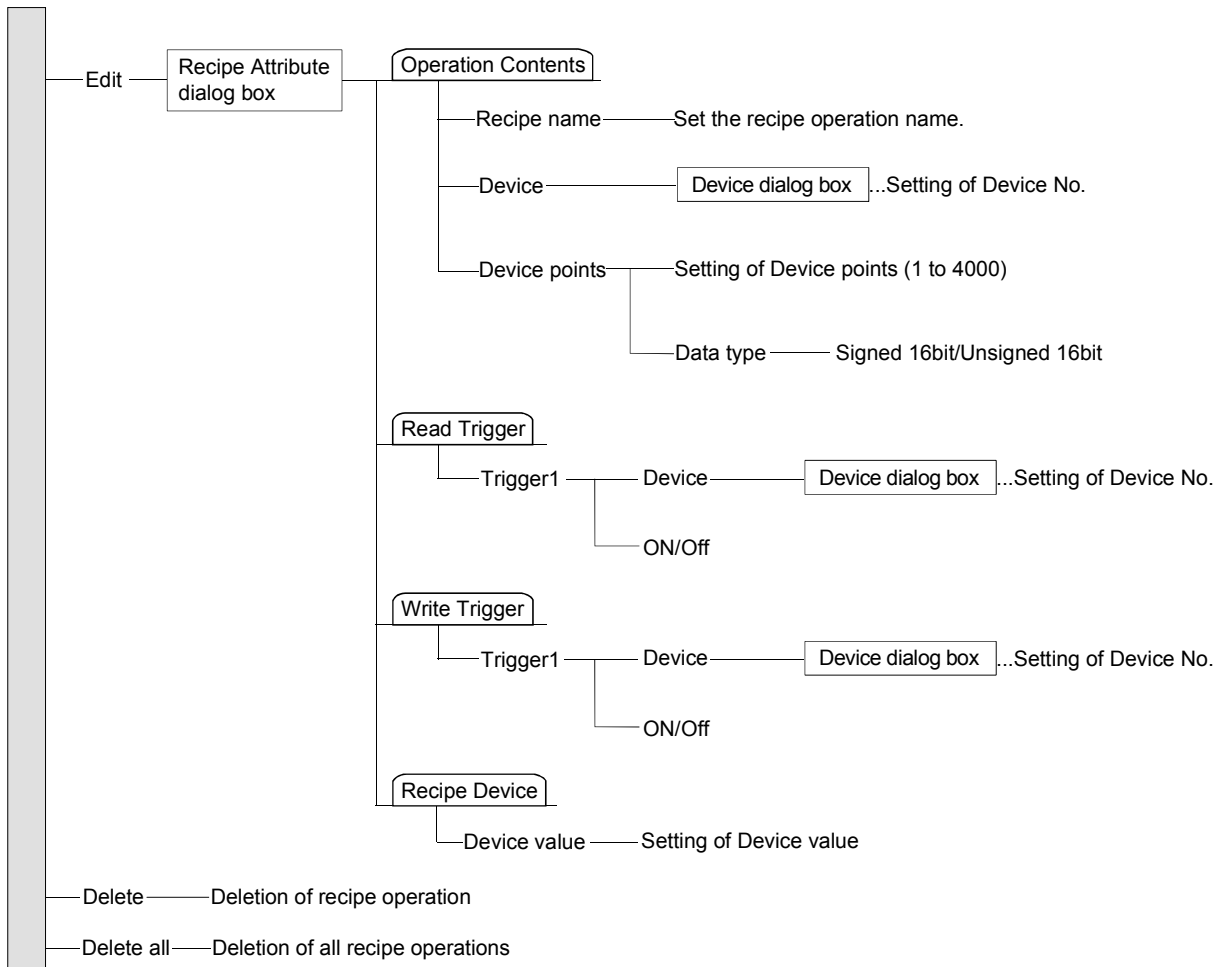 Edit
Recipe Attribute
dialog box
Operation Contents
Recipe name
Set the recipe operation name.
Device
Device dialog box
...Setting of Device No.
Device points
Setting of Device points (1 to 4000)
Data type
Signed 16bit/Unsigned 16bit
Read Trigger
Trigger1
Device
Device dialog box
...Setting of Device No.
ON/Off
Write Trigger
Trigger1
Device
Device dialog box
...Setting of Device No.
ON/Off
Recipe Device
Device value
Setting of Device value
Delete
Deletion of recipe operation
Delete all
Deletion of all recipe operations